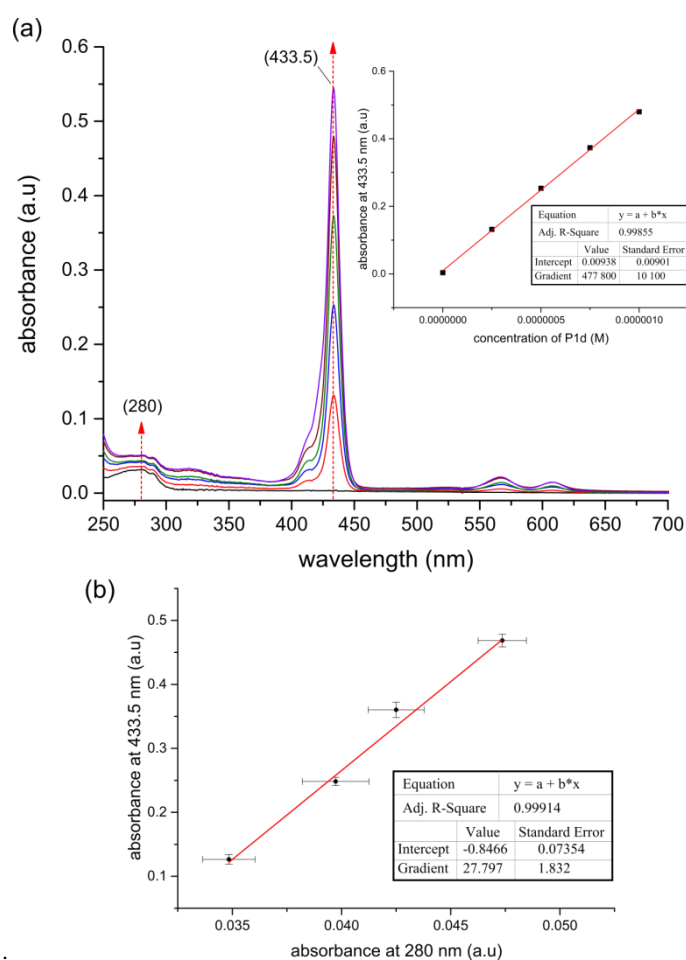 (a)
(433.5)
(280)
absorbance (a.u)
0.6
0.5
0.4
0.3
0.2
0.1
0.0
250 300 350 400 450 500 550 600 650 700
wavelength (nm)
absorbance at 433.5 nm (a.u)
0.6
0.4
0.2
0.0
0.0000000 0.0000005 0.0000010
concentration of P1d (M)
Equation y = a + b*x
Adj. R-Square 0.99855
Value Standard Error
Intercept 0.00938 0.00901
Gradient 477 800 10 100
(b)
absorbance at 433.5 nm (a.u)
0.5
0.4
0.3
0.2
0.1
0.035 0.040 0.045 0.050
absorbance at 280 nm (a.u)
Equation y = a + b*x
Adj. R-Square 0.99914
Value Standard Error
Intercept -0.8466 0.07354
Gradient 27.797 1.832
.